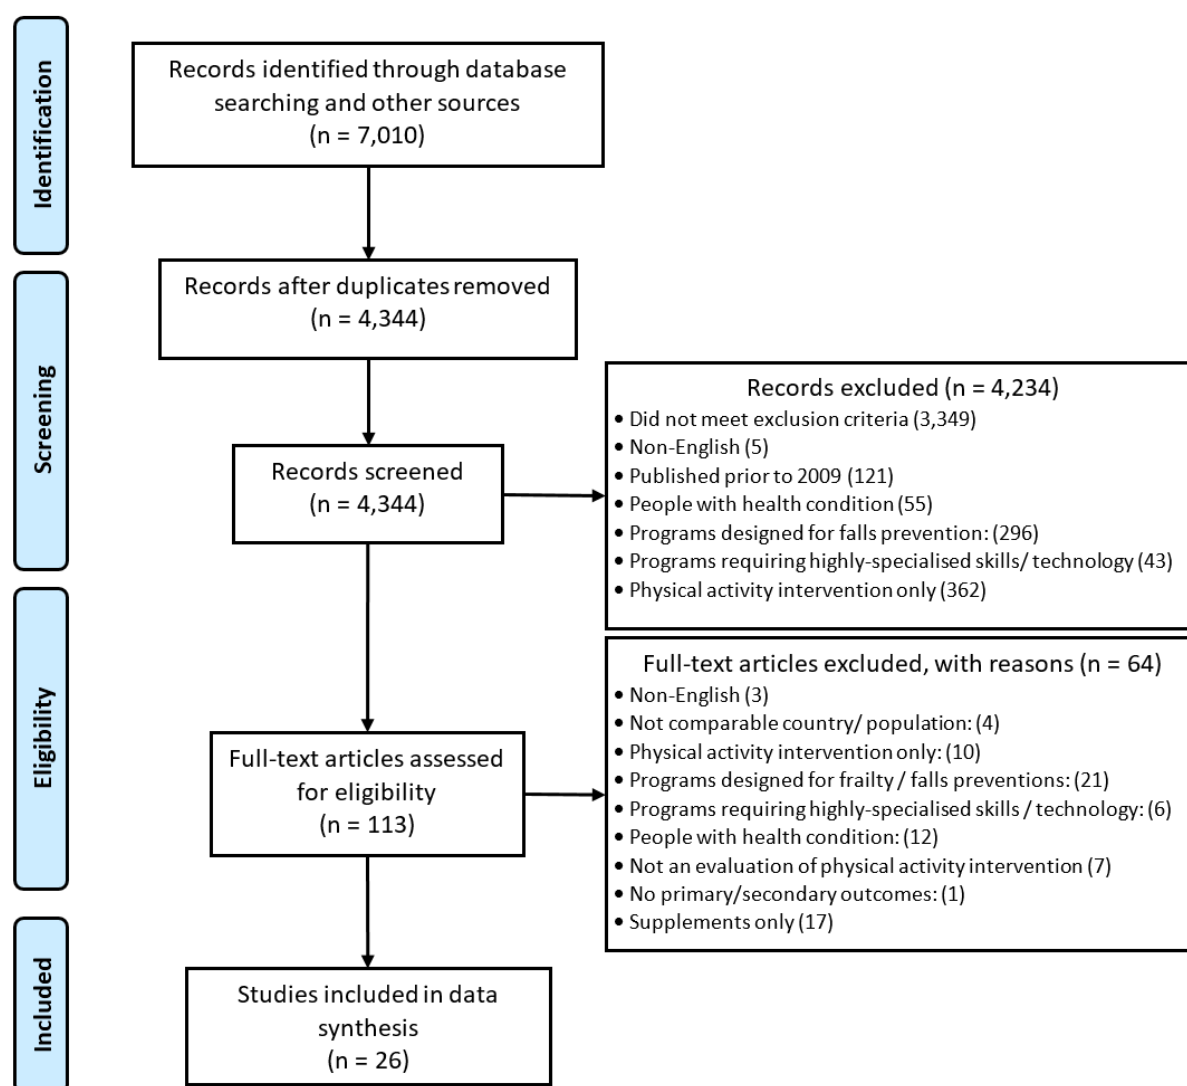 Identification
Records identified through database
searching and other sources
(n = 7,010)
Screening
Records after duplicates removed
(n = 4,344)
Records screened
(n = 4,344)
Records excluded (n = 4,234)
• Did not meet exclusion criteria (3,349)
• Non-English (5)
• Published prior to 2009 (121)
• People with health condition (55)
• Programs designed for falls prevention: (296)
• Programs requiring highly-specialised skills/ technology (43)
• Physical activity intervention only (362)
Eligibility
Full-text articles assessed
for eligibility
(n = 113)
Full-text articles excluded, with reasons (n = 64)
• Non-English (3)
• Not comparable country/ population: (4)
• Physical activity intervention only: (10)
• Programs designed for frailty / falls preventions: (21)
• Programs requiring highly-specialised skills / technology: (6)
• People with health condition: (12)
• Not an evaluation of physical activity intervention (7)
• No primary/secondary outcomes: (1)
• Supplements only (17)
Included
Studies included in data
synthesis
(n = 26)